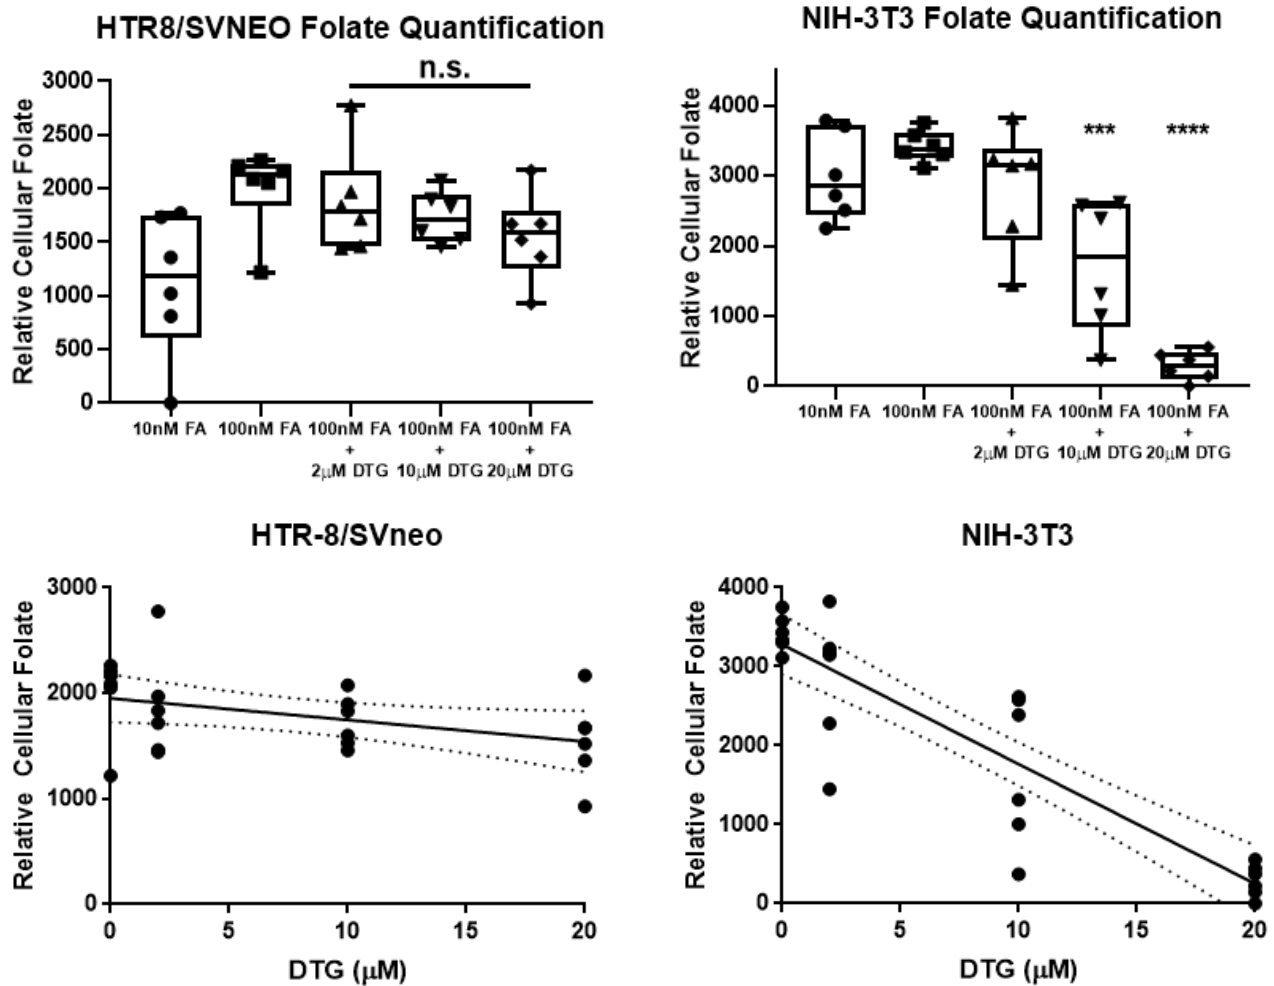 HTR8/SVNEO Folate Quantification
n.s.
Relative Cellular Folate
3000
2500
2000
1500
1000
500
0
10nM FA
100nM FA
100nM FA
+
2µM DTG
100nM FA
+
10µM DTG
100nM FA
+
20µM DTG
NIH-3T3 Folate Quantification
***
****
Relative Cellular Folate
4000
3000
2000
1000
0
10nM FA
100nM FA
100nM FA
+
2µM DTG
100nM FA
+
10µM DTG
100nM FA
+
20µM DTG
HTR-8/SVneo
Relative Cellular Folate
3000
2000
1000
0
0 5 10 15 20
DTG (µM)
NIH-3T3
Relative Cellular Folate
4000
3000
2000
1000
0
0 5 10 15 20
DTG (µM)